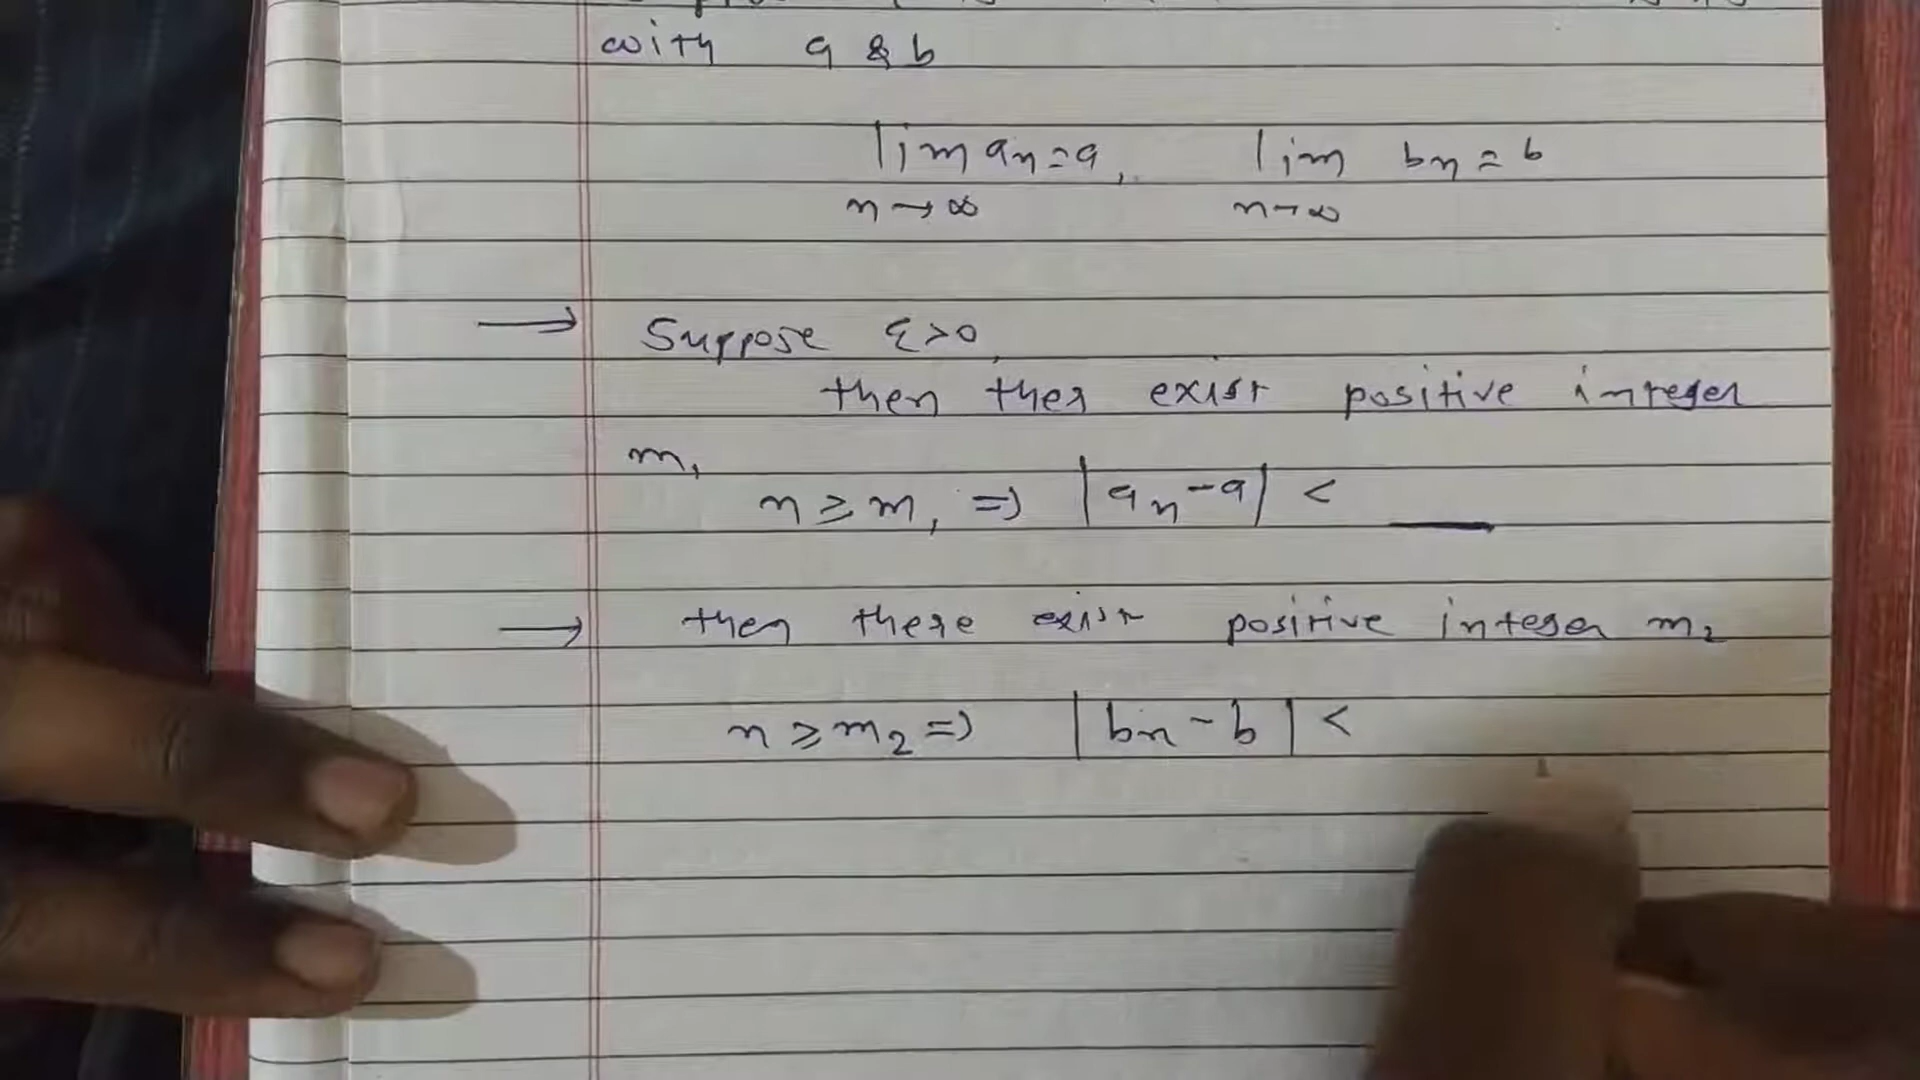 with a & b
lim an = a, lim bn = b
n → ∞ n → ∞
→ Suppose ε > 0,
then ther exist positive integer
m₁
n ≥ m₁ ⇒ |an - a| < __
→ then there exist positive integer m₂
n ≥ m₂ ⇒ |bn - b| <